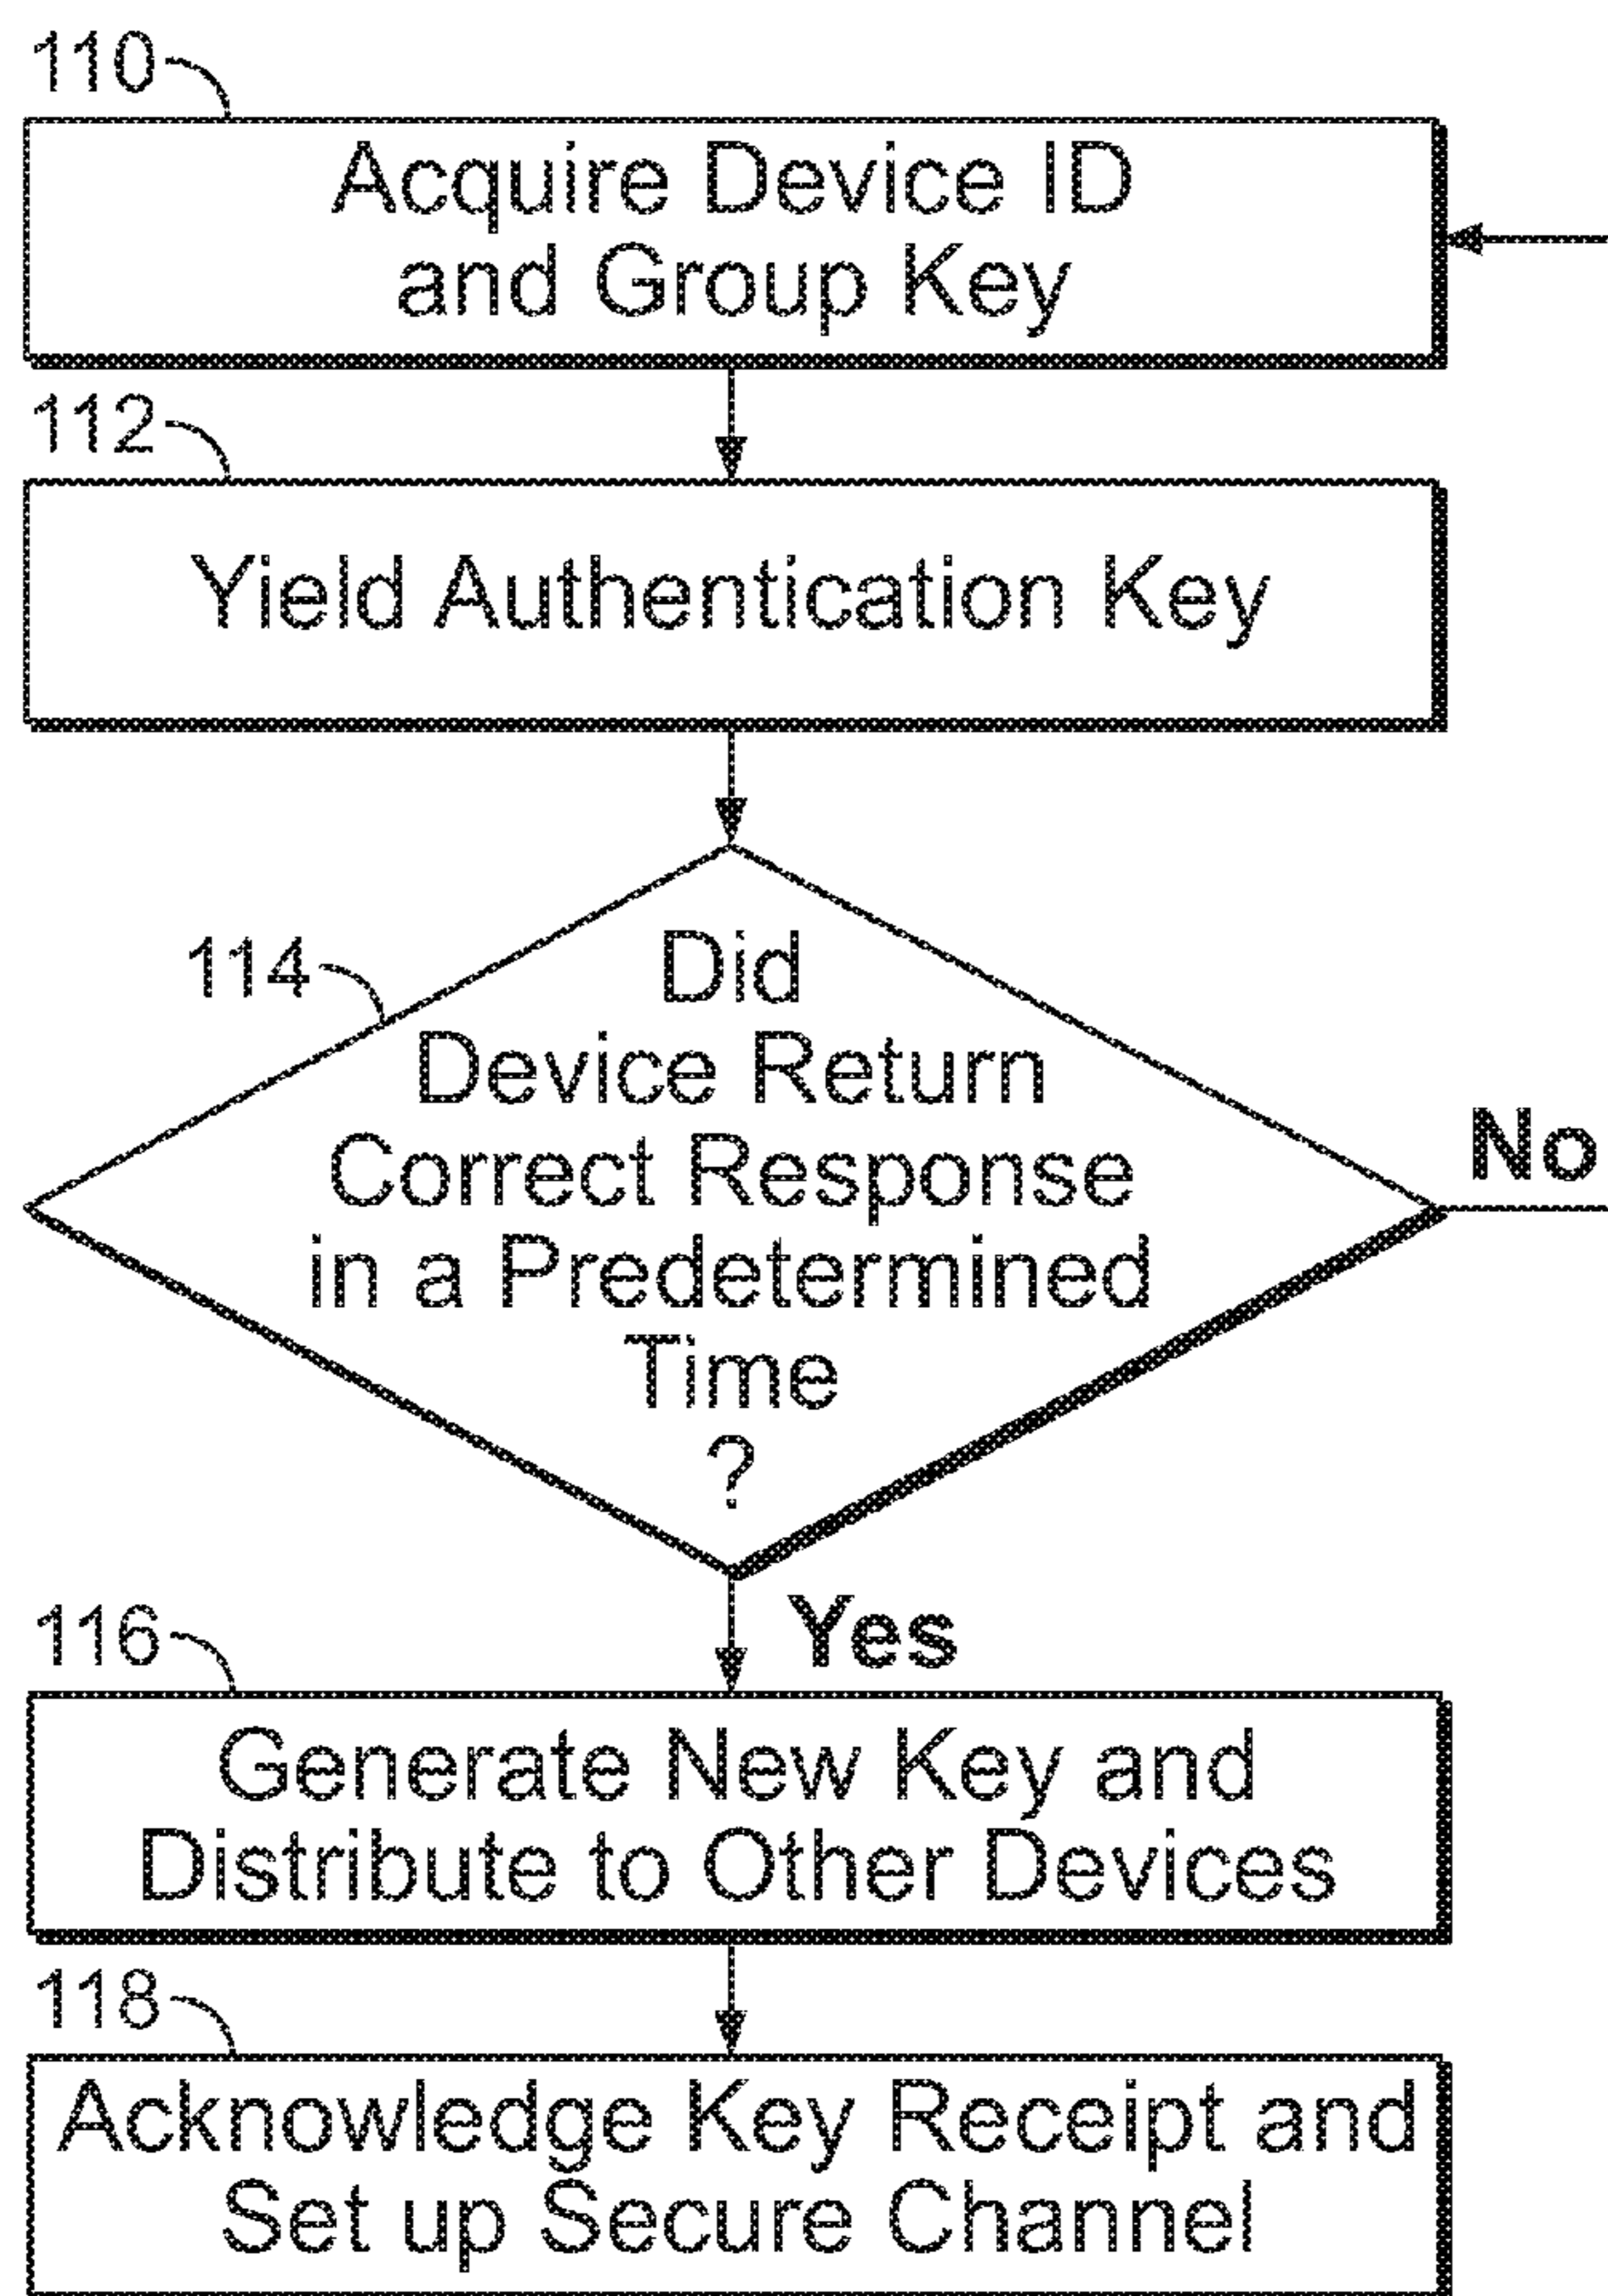 110
Acquire Device ID
and Group Key
112
Yield Authentication Key
114
Did
Device Return
Correct Response
in a Predetermined
Time
?
No
Yes
116
Generate New Key and
Distribute to Other Devices
118
Acknowledge Key Receipt and
Set up Secure Channel